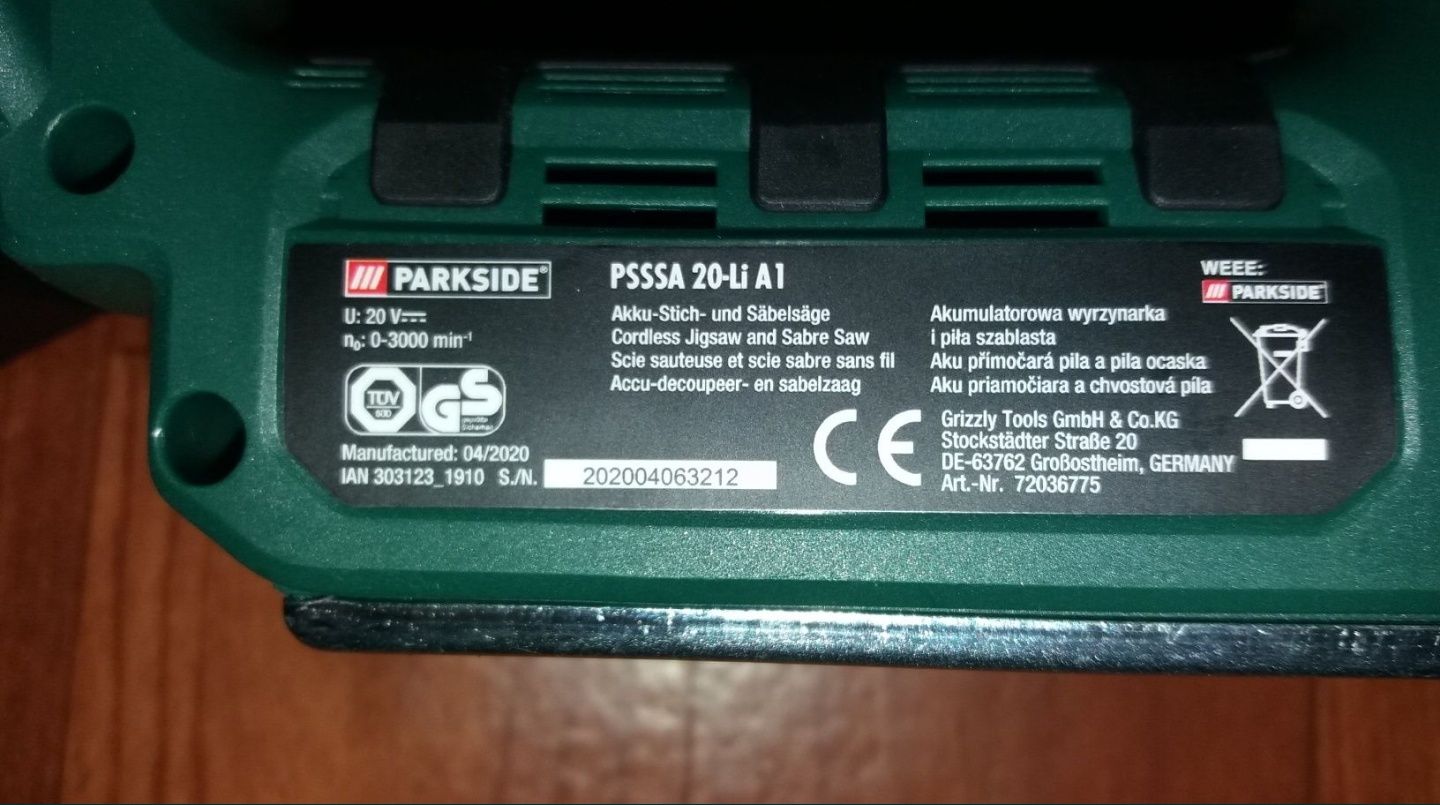 PARKSIDE®
U: 20 V
n₀: 0-3000 min⁻¹
TÜV
SÜD
GS
geprüfte
Sicherheit
Manufactured: 04/2020
IAN 303123_1910 S./N. 202004063212
PSSSA 20-Li A1
Akku-Stich- und Säbelsäge
Cordless Jigsaw and Sabre Saw
Scie sauteuse et scie sabre sans fil
Accu-decoupeer- en sabelzaag
Akumulatorowa wyrzynarka
i piła szablasta
Aku přímočará pila a pila ocaska
Aku priamočiara a chvostová píla
CE
Grizzly Tools GmbH & Co.KG
Stockstädter Straße 20
DE-63762 Großostheim, GERMANY
Art.-Nr. 72036775
WEEE:
PARKSIDE®